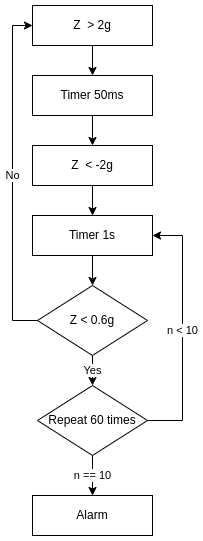 Z > 2g
Timer 50ms
Z < -2g
No
Timer 1s
Z < 0.6g
n < 10
Yes
Repeat 60 times
n == 10
Alarm